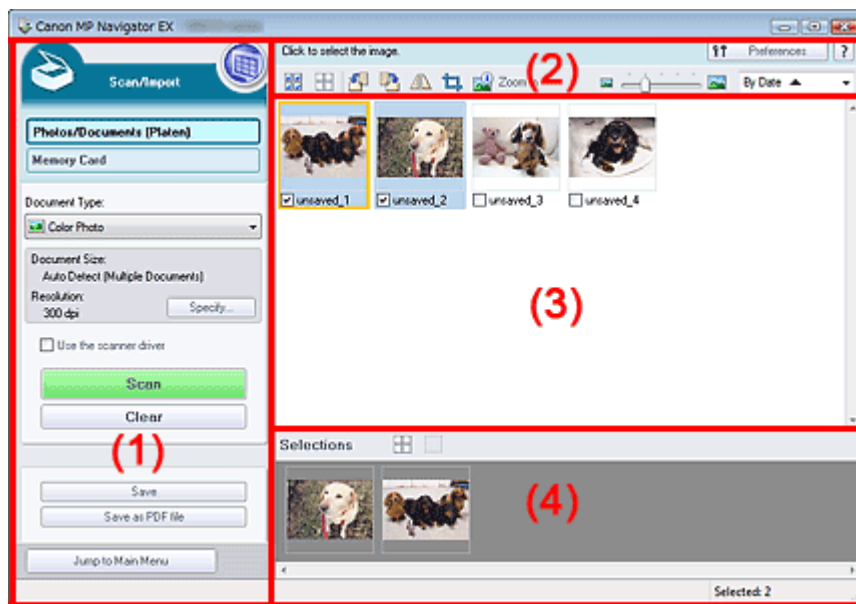 Canon MP Navigator EX
Scan/Import
Photos/Documents (Platen)
Memory Card
Document Type:
Color Photo
Document Size:
Auto Detect (Multiple Documents)
Resolution:
300 dpi
Specify...
Use the scanner driver
Scan
Clear
(1)
Save
Save as PDF file
Jump to Main Menu
Click to select the image.
Preferences
?
(2)
Zoom
By Date
unsaved_1
unsaved_2
unsaved_3
unsaved_4
(3)
Selections
(4)
Selected: 2